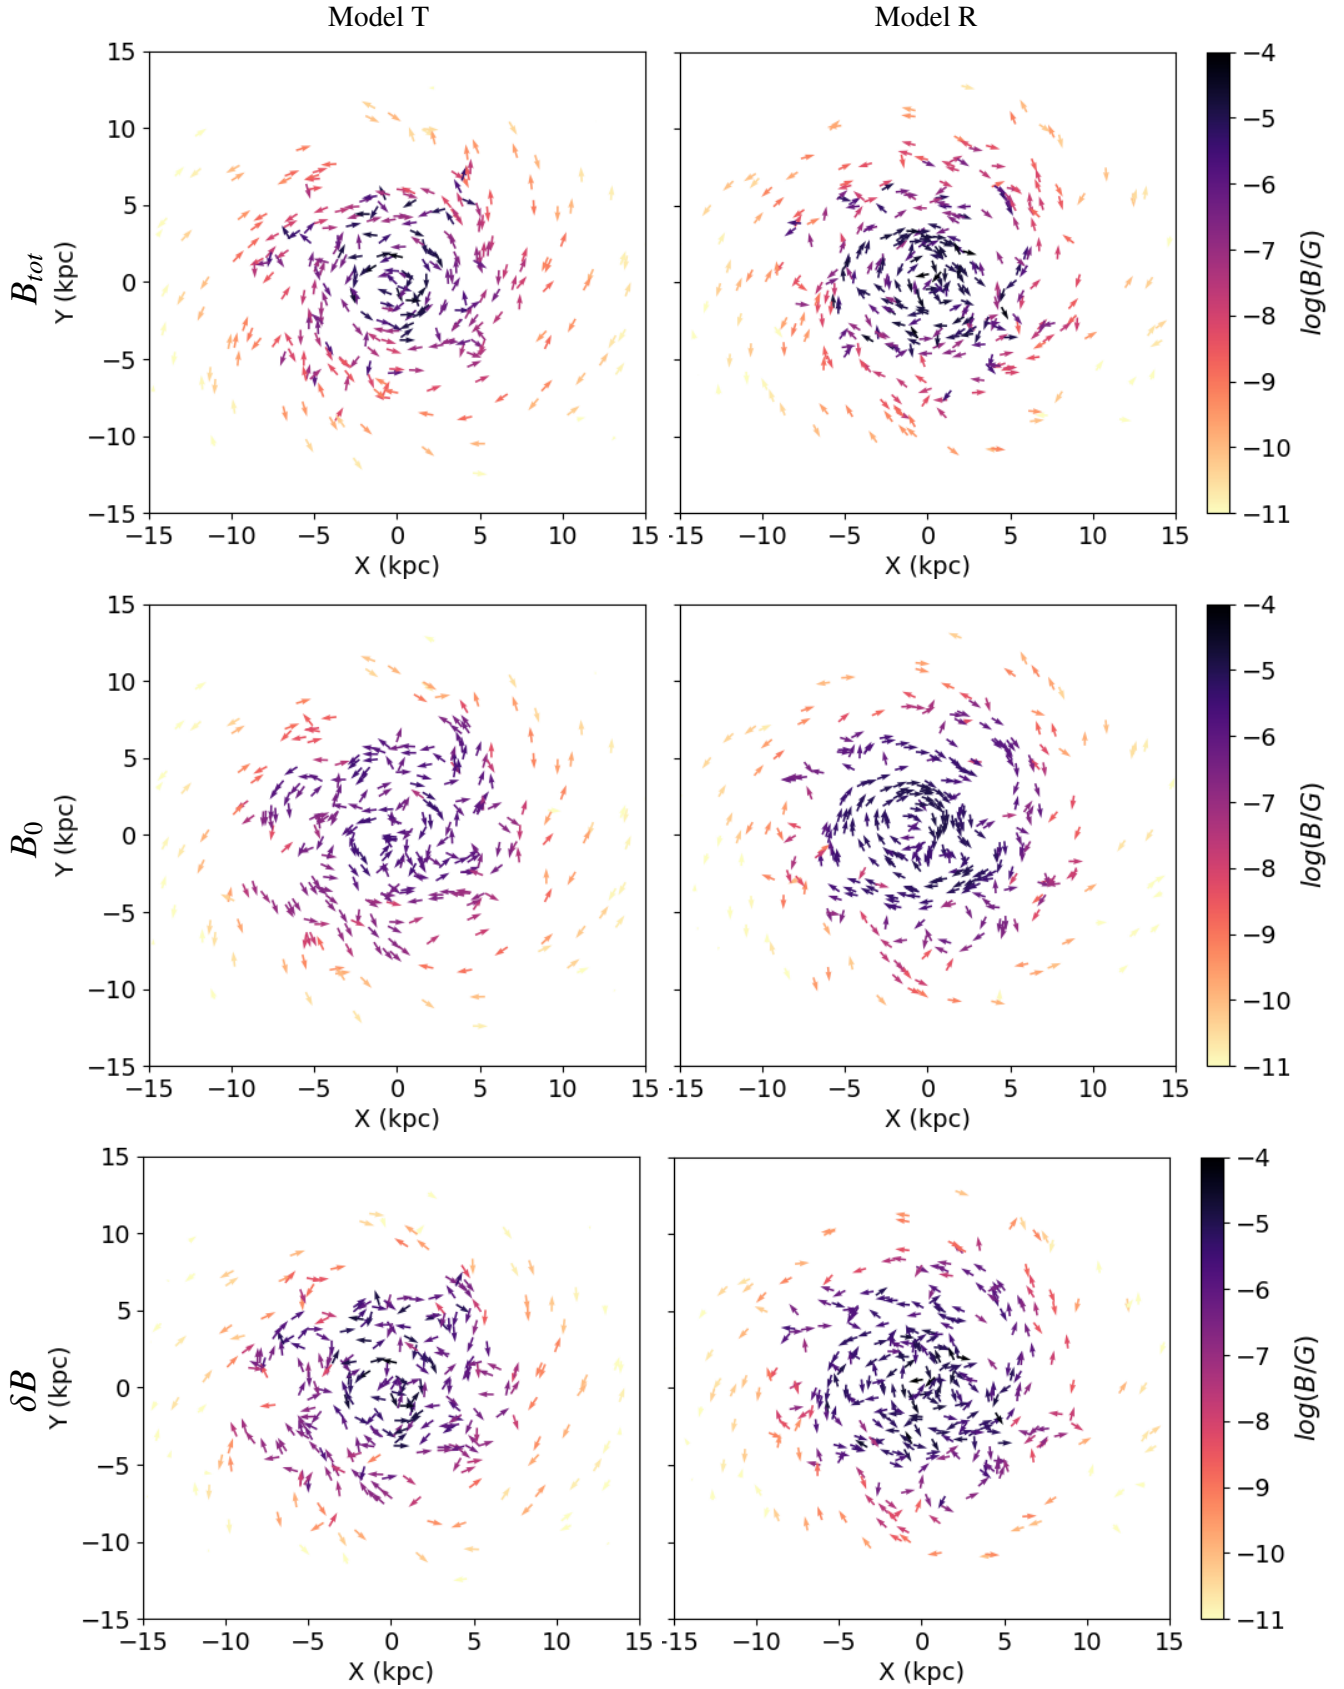 Model T Model R
15 10 5 0 −5 −10 −15
−15 −10 −5 0 5 10 15
X (kpc)
Y (kpc)
B_tot
-15 −10 −5 0 5 10 15
X (kpc)
−4 −5 −6 −7 −8 −9 −10 −11
log(B/G)
15 10 5 0 −5 −10 −15
−15 −10 −5 0 5 10 15
X (kpc)
Y (kpc)
B_0
-15 −10 −5 0 5 10 15
X (kpc)
−4 −5 −6 −7 −8 −9 −10 −11
log(B/G)
15 10 5 0 −5 −10 −15
−15 −10 −5 0 5 10 15
X (kpc)
Y (kpc)
δB
-15 −10 −5 0 5 10 15
X (kpc)
−4 −5 −6 −7 −8 −9 −10 −11
log(B/G)